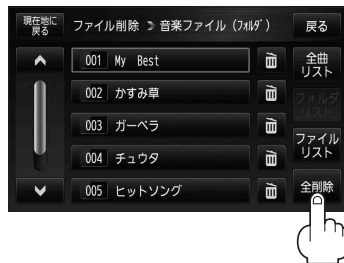 現在地に
戻る
ファイル削除 > 音楽ファイル (フォルダ)
戻る
001 My Best
全曲
リスト
002 かすみ草
フォルダ
リスト
003 ガーベラ
ファイル
リスト
004 チュウタ
005 ヒットソング
全削除